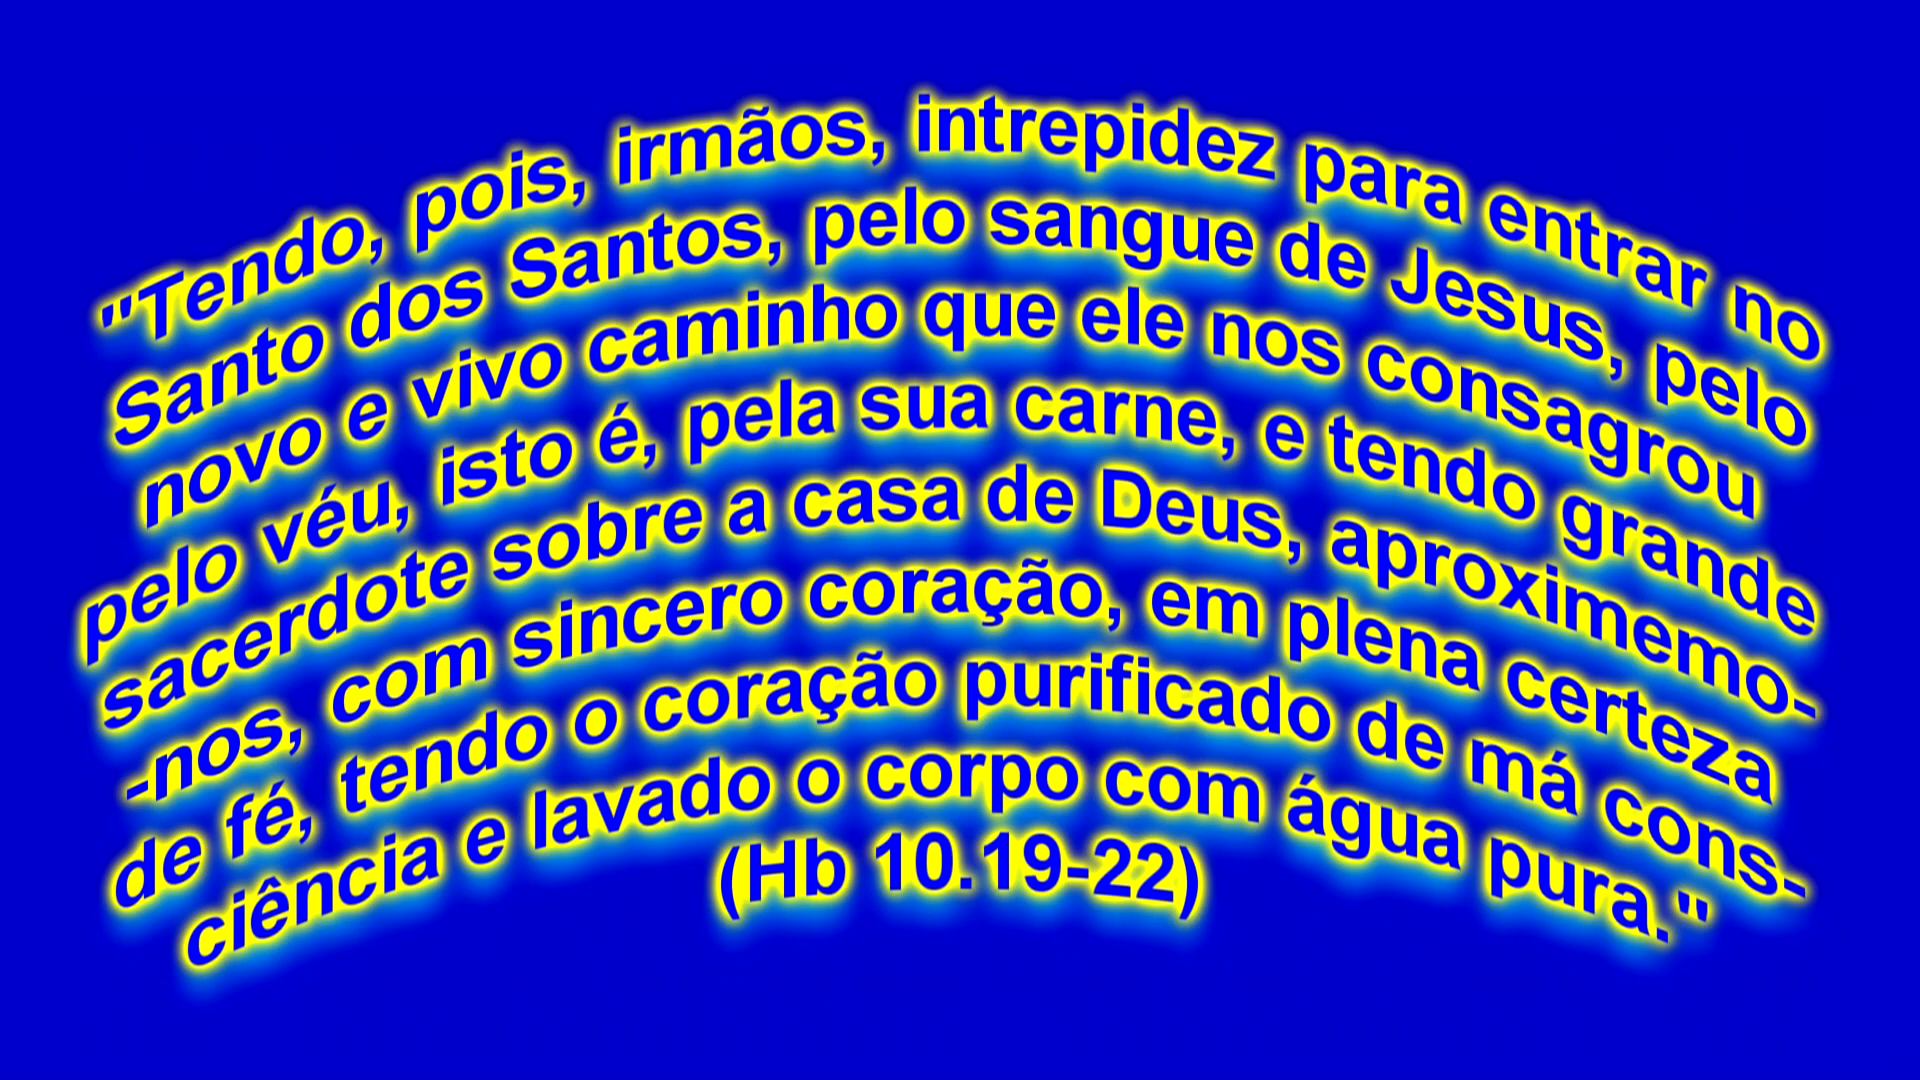 "Tendo, pois, irmãos, intrepidez para entrar no
Santo dos Santos, pelo sangue de Jesus, pelo
novo e vivo caminho que ele nos consagrou
pelo véu, isto é, pela sua carne, e tendo grande
sacerdote sobre a casa de Deus, aproximemo-
-nos, com sincero coração, em plena certeza
de fé, tendo o coração purificado de má cons-
ciência e lavado o corpo com água pura."
(Hb 10.19-22)